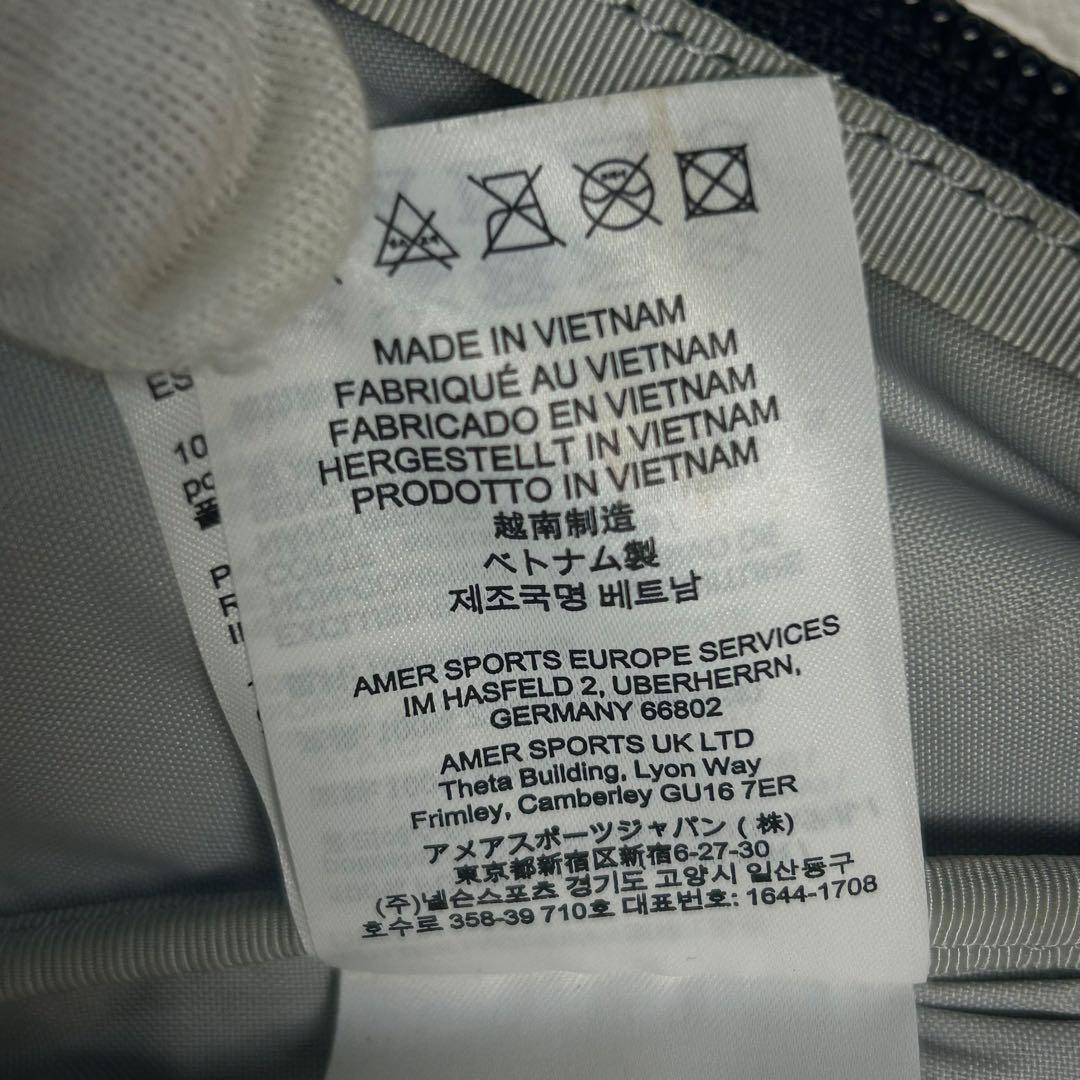 MADE IN VIETNAM
FABRIQUÉ AU VIETNAM
FABRICADO EN VIETNAM
HERGESTELLT IN VIETNAM
PRODOTTO IN VIETNAM
越南制造
ベトナム製
제조국명 베트남
AMER SPORTS EUROPE SERVICES
IM HASFELD 2, UBERHERRN,
GERMANY 66802
AMER SPORTS UK LTD
Theta Building, Lyon Way
Frimley, Camberley GU16 7ER
アメアスポーツジャパン ( 株)
東京都新宿区新宿6-27-30
(주)넬슨스포츠 경기도 고양시 일산동구
호수로 358-39 710호 대표번호: 1644-1708
ES
10